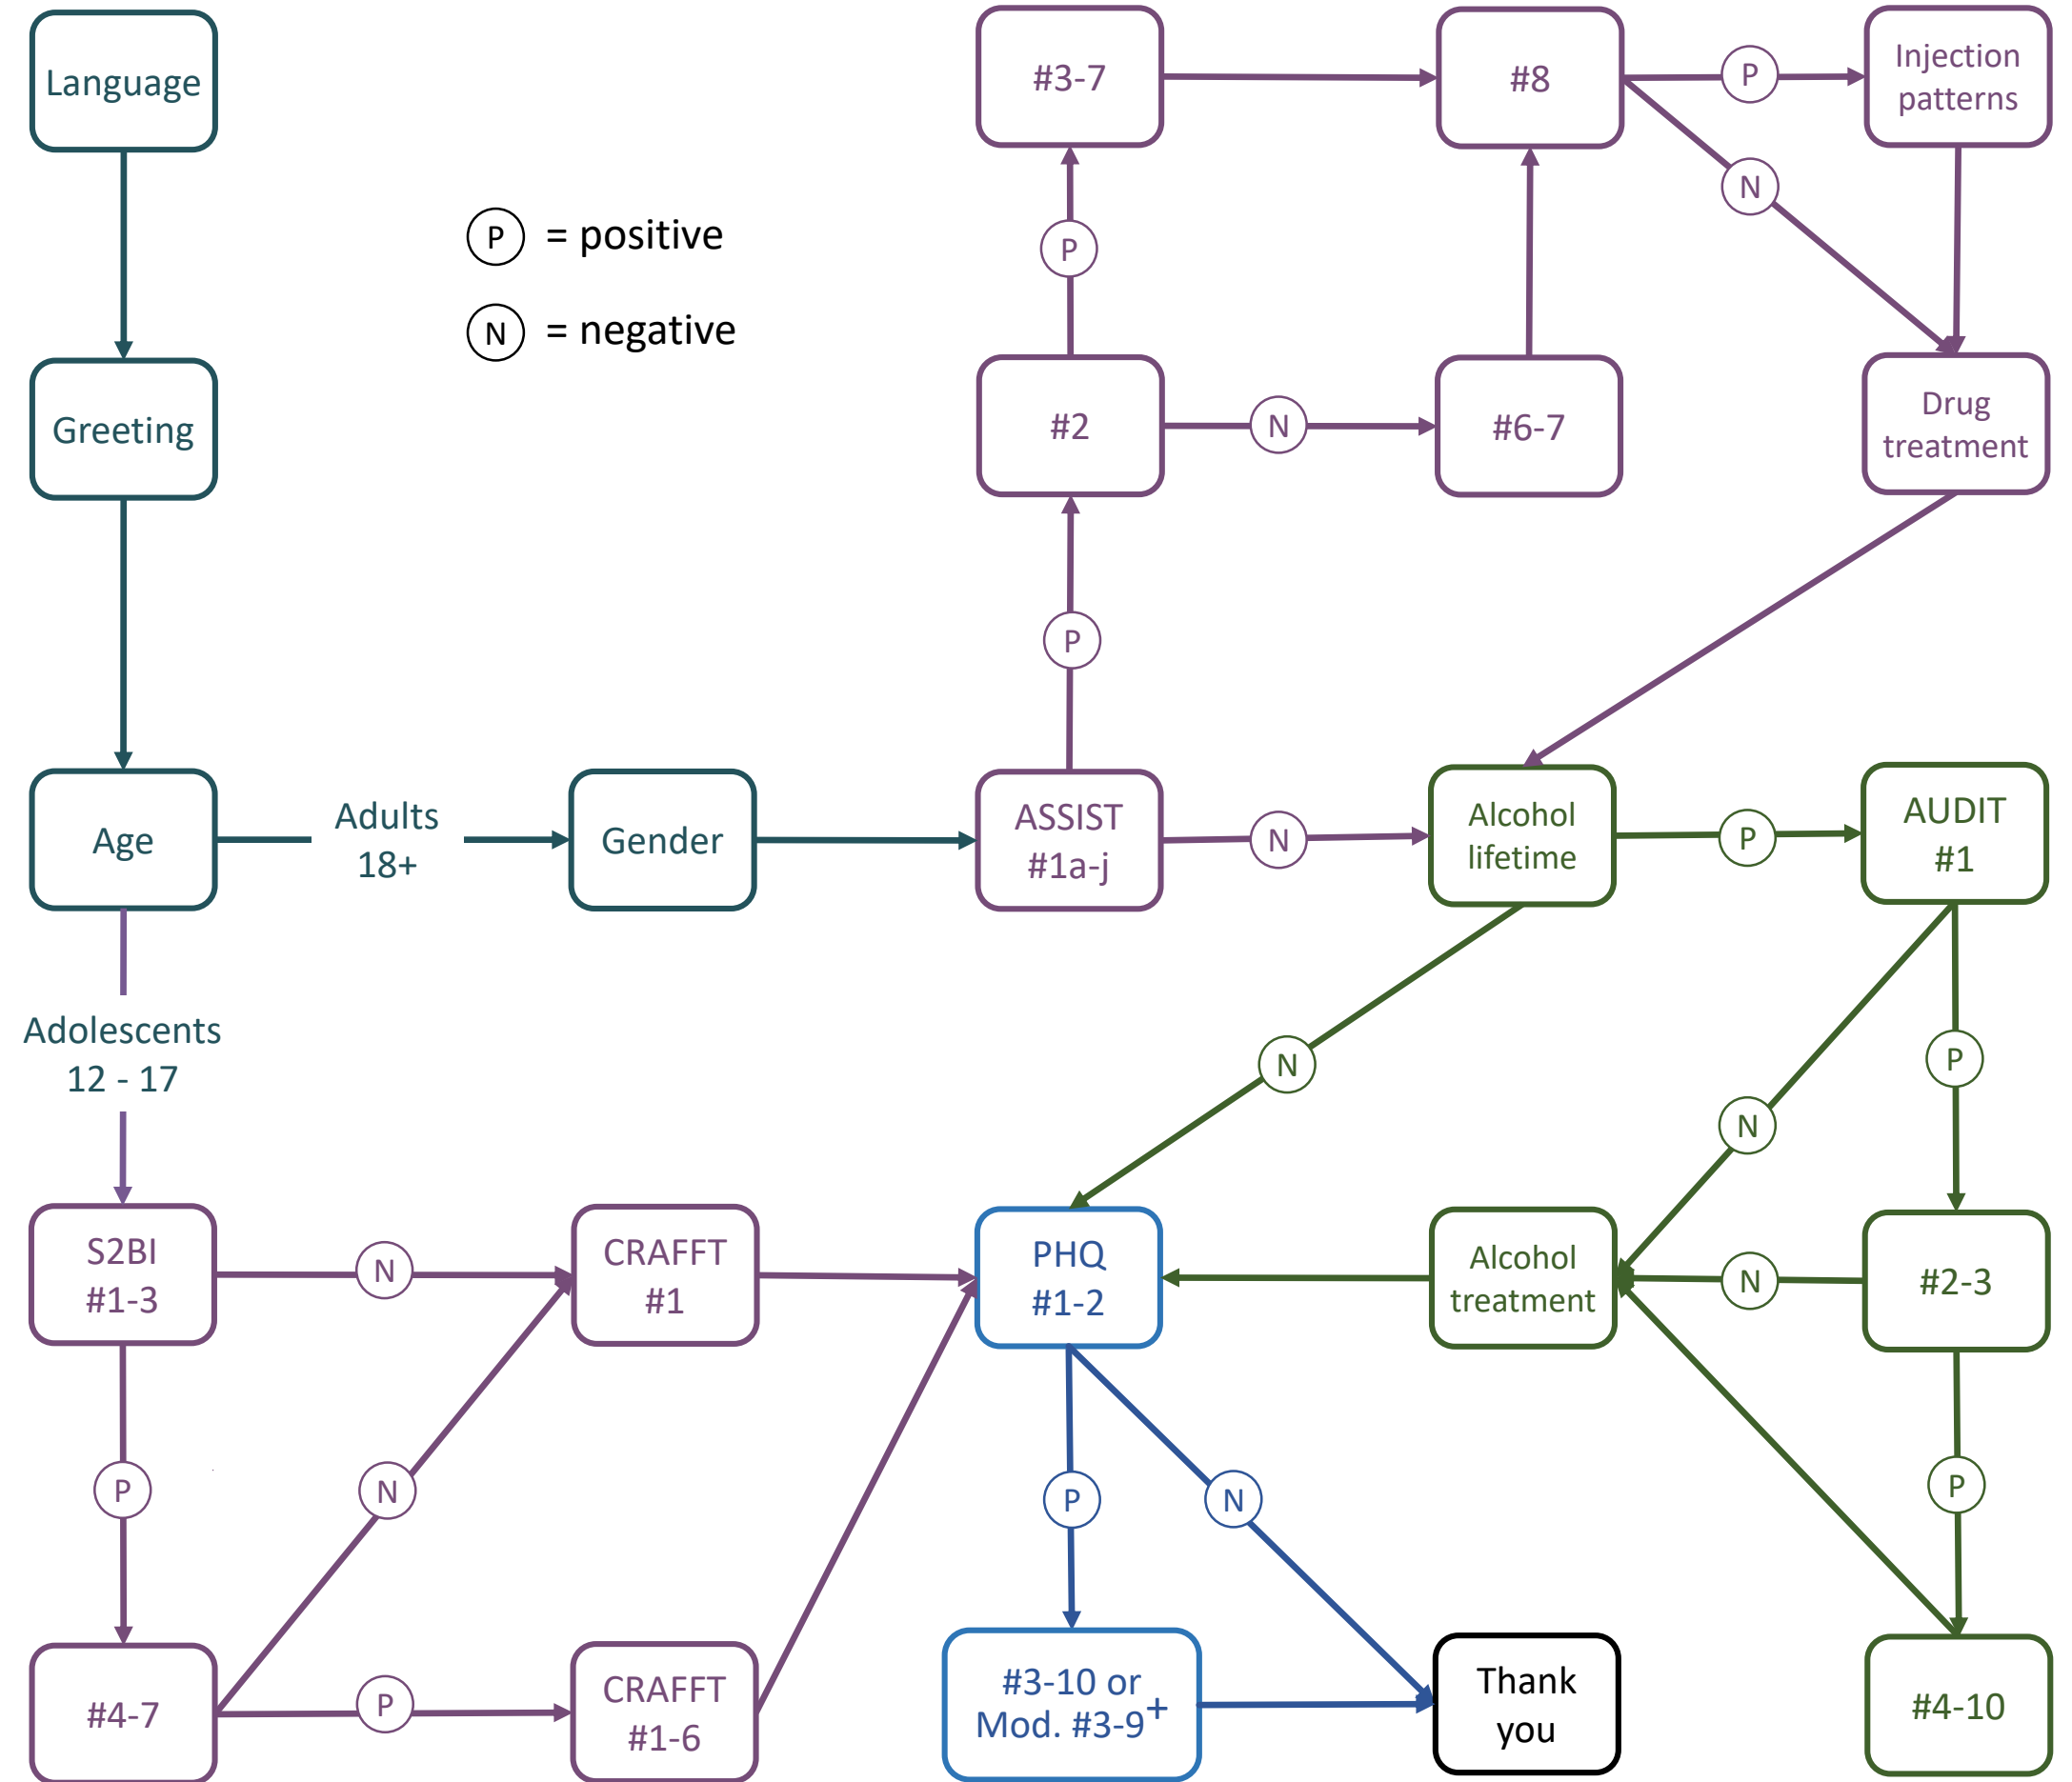 Language
#3-7
#8
P
Injection
patterns
N
P = positive
P
N = negative
Greeting
#2
N
#6-7
Drug
treatment
P
Age
Adults
18+
Gender
ASSIST
#1a-j
N
Alcohol
lifetime
P
AUDIT
#1
Adolescents
12 - 17
N
P
N
S2BI
#1-3
N
CRAFFT
#1
PHQ
#1-2
Alcohol
treatment
N
#2-3
P
N
P
N
P
#4-7
P
CRAFFT
#1-6
#3-10 or
Mod. #3-9+
Thank
you
#4-10